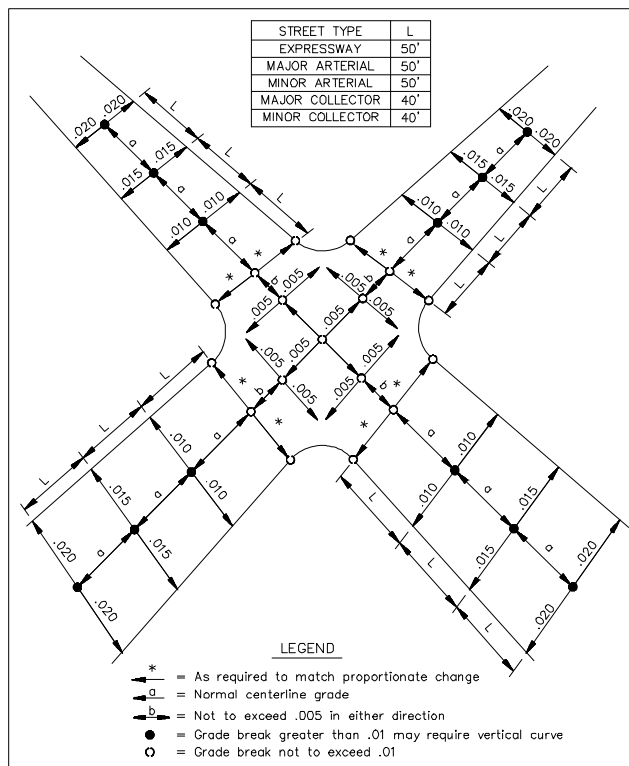 STREET TYPE L
EXPRESSWAY 50'
MAJOR ARTERIAL 50'
MINOR ARTERIAL 50'
MAJOR COLLECTOR 40'
MINOR COLLECTOR 40'
.020 .020 L
a
.015 .015 L
a
.010 .010 L
a
* *
b
.020 .020
a
.015 .015 L
a
.010 .010 L
a L
* *
b
.005 .005
.005
.005 .005
.005
.005 .005
.005
.005 .005
.005
L
L
L
* *
b
a
.010 .010
a
.015 .015
a
.020 .020
* *
b
a
.010 .010
a
.015 .015
a
.020 .020
L
L
L
LEGEND
* = As required to match proportionate change
a = Normal centerline grade
b = Not to exceed .005 in either direction
= Grade break greater than .01 may require vertical curve
= Grade break not to exceed .01